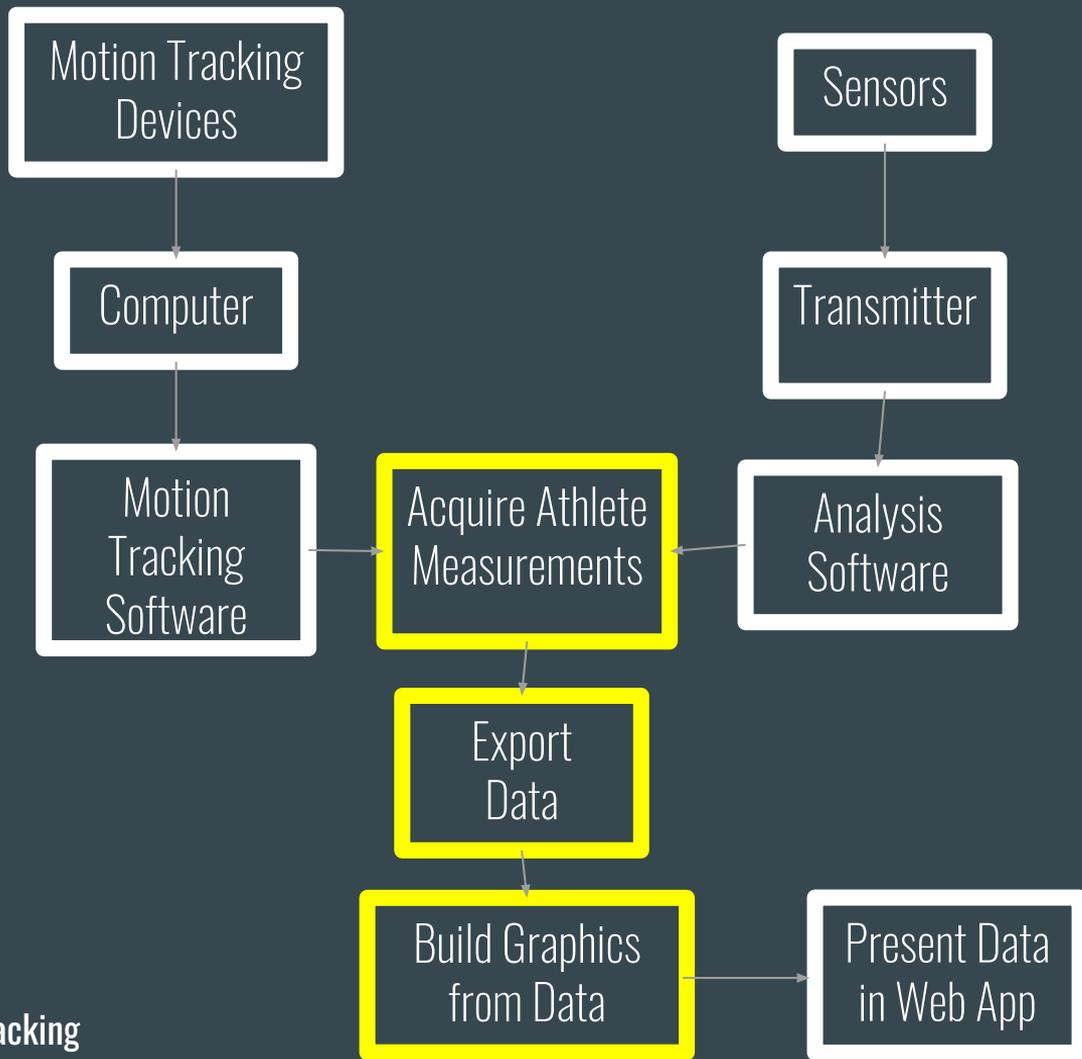 Motion Tracking
Devices
Sensors
Computer
Transmitter
Motion
Tracking
Software
Acquire Athlete
Measurements
Analysis
Software
Export
Data
Build Graphics
from Data
Present Data
in Web App
acking